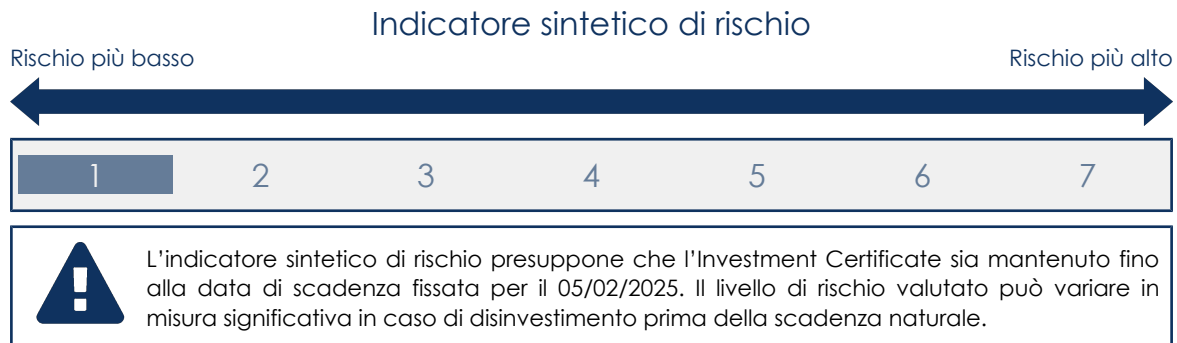 Indicatore sintetico di rischio
Rischio più basso Rischio più alto
1 2 3 4 5 6 7
L'indicatore sintetico di rischio presuppone che l'Investment Certificate sia mantenuto fino
alla data di scadenza fissata per il 05/02/2025. Il livello di rischio valutato può variare in
misura significativa in caso di disinvestimento prima della scadenza naturale.